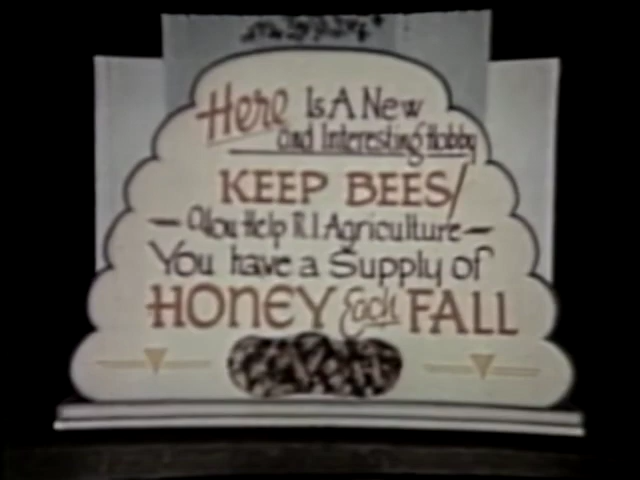 Here Is A New
and Interesting Hobby
KEEP BEES!
— You Help R.I Agriculture —
You have a Supply of
HONEY Each FALL